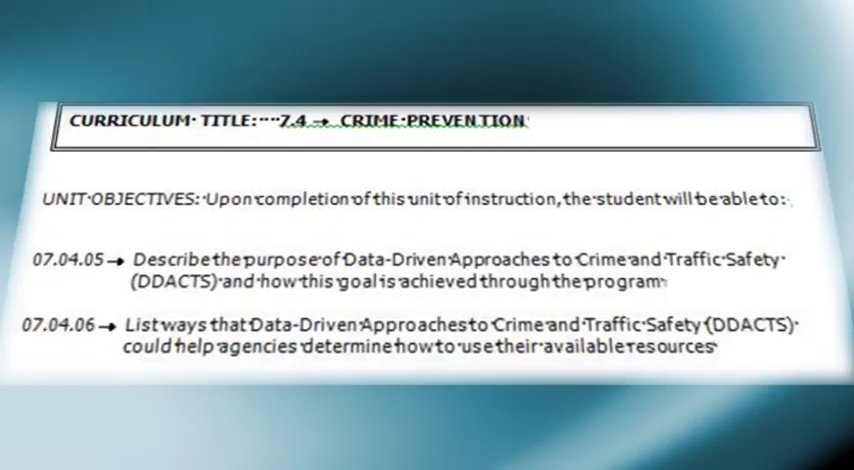 CURRICULUM TITLE: 7.4 → CRIME PREVENTION
UNIT OBJECTIVES: Upon completion of this unit of instruction, the student will be able to:
07.04.05 → Describe the purpose of Data-Driven Approaches to Crime and Traffic Safety
(DDACTS) and how this goal is achieved through the program
07.04.06 → List ways that Data-Driven Approaches to Crime and Traffic Safety (DDACTS)
could help agencies determine how to use their available resources